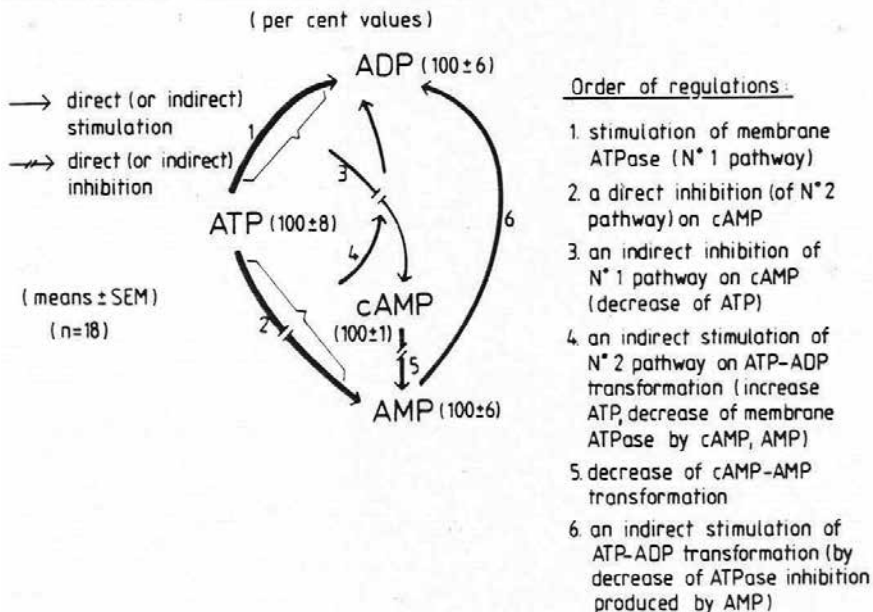 (per cent values)
ADP (100±6)
→ direct (or indirect)
stimulation
direct (or indirect)
inhibition
1
3
6
ATP (100±8)
4
(means ± SEM)
(n=18)
2
cAMP
(100±1)
5
AMP (100±6)
Order of regulations:
1. stimulation of membrane
ATPase (N°1 pathway)
2. a direct inhibition (of N°2
pathway) on cAMP
3. an indirect inhibition of
N°1 pathway on cAMP
(decrease of ATP)
4. an indirect stimulation of
N°2 pathway on ATP-ADP
transformation (increase
ATP, decrease of membrane
ATPase by cAMP, AMP)
5. decrease of cAMP-AMP
transformation
6. an indirect stimulation of
ATP-ADP transformation (by
decrease of ATPase inhibition
produced by AMP)